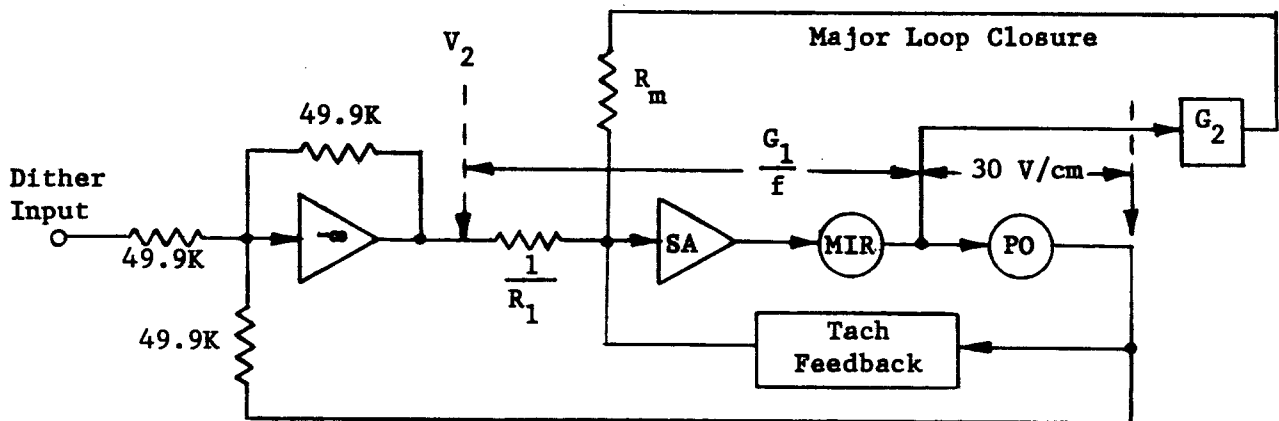 Major Loop Closure
V2
Rm
49.9K
G2
G1
f
30 V/cm
Dither
Input
-∞
SA
MIR
PO
49.9K
1
R1
49.9K
Tach
Feedback